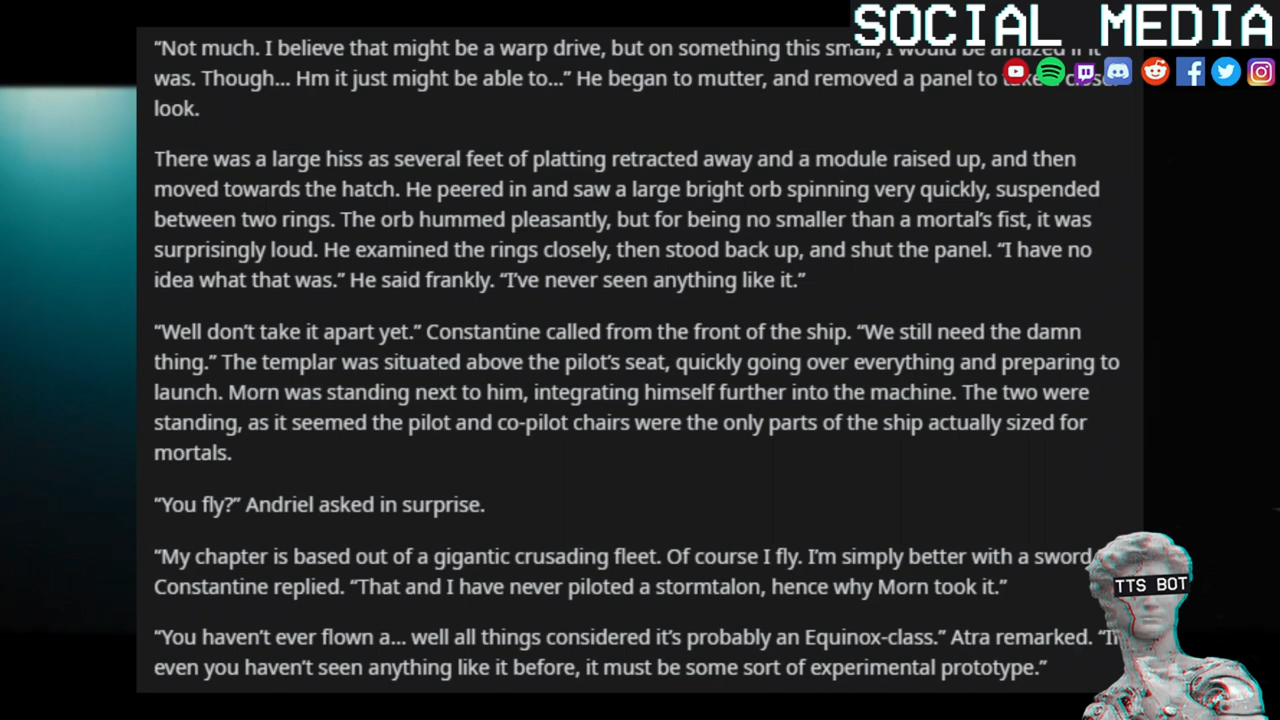 SOCIAL MEDIA
“Not much. I believe that might be a warp drive, but on something this small, I would be amazed if it
was. Though... Hm it just might be able to...” He began to mutter, and removed a panel to take a closer
look.
There was a large hiss as several feet of platting retracted away and a module raised up, and then
moved towards the hatch. He peered in and saw a large bright orb spinning very quickly, suspended
between two rings. The orb hummed pleasantly, but for being no smaller than a mortal’s fist, it was
surprisingly loud. He examined the rings closely, then stood back up, and shut the panel. “I have no
idea what that was.” He said frankly. “I’ve never seen anything like it.”
“Well don’t take it apart yet.” Constantine called from the front of the ship. “We still need the damn
thing.” The templar was situated above the pilot’s seat, quickly going over everything and preparing to
launch. Morn was standing next to him, integrating himself further into the machine. The two were
standing, as it seemed the pilot and co-pilot chairs were the only parts of the ship actually sized for
mortals.
“You fly?” Andriel asked in surprise.
“My chapter is based out of a gigantic crusading fleet. Of course I fly. I’m simply better with a sword
Constantine replied. “That and I have never piloted a stormtalon, hence why Morn took it.”
“You haven’t ever flown a... well all things considered it’s probably an Equinox-class.” Atra remarked. “If
even you haven’t seen anything like it before, it must be some sort of experimental prototype.”
TTS BOT